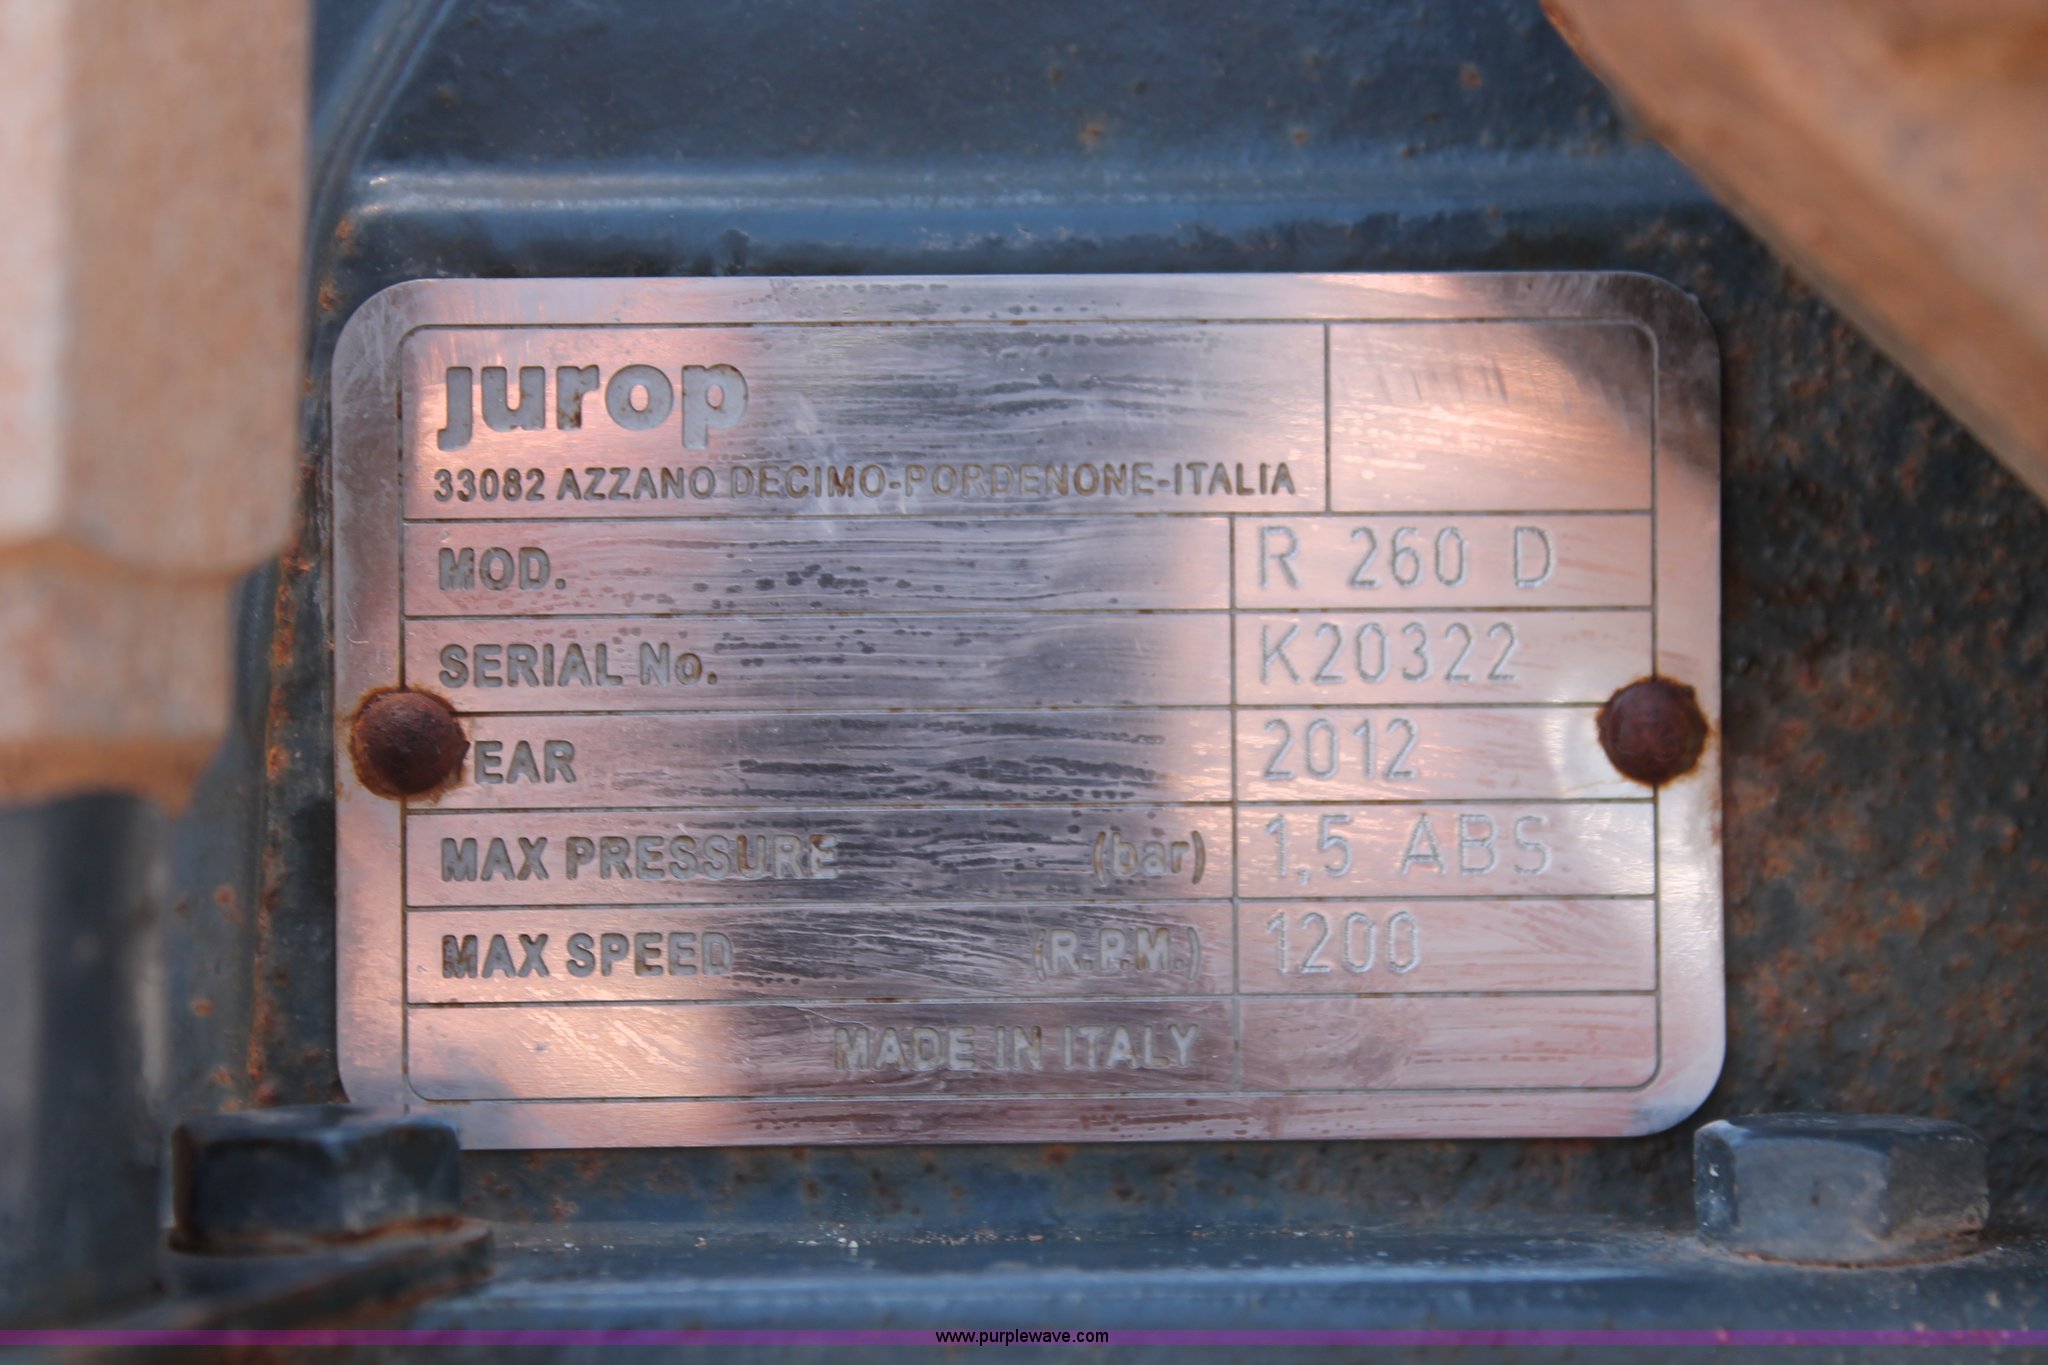 jurop
33082 AZZANO DECIMO-PORDENONE-ITALIA
MOD. R 260 D
SERIAL No. K20322
YEAR 2012
MAX PRESSURE (bar) 1,5 ABS
MAX SPEED (R.P.M.) 1200
MADE IN ITALY
www.purplewave.com